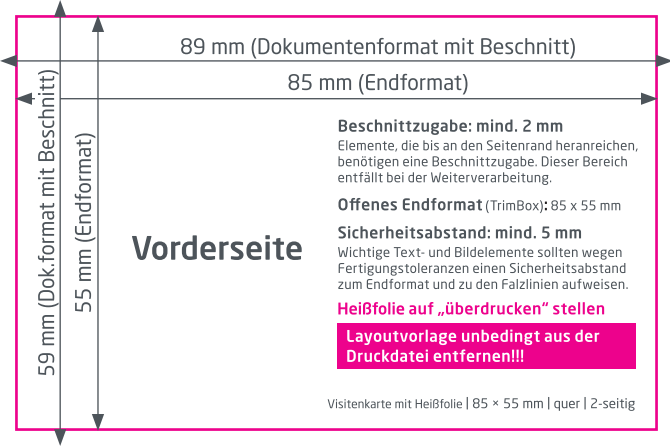 89 mm (Dokumentenformat mit Beschnitt)
85 mm (Endformat)
59 mm (Dok.format mit Beschnitt)
55 mm (Endformat)
Vorderseite
Beschnittzugabe: mind. 2 mm
Elemente, die bis an den Seitenrand heranreichen,
benötigen eine Beschnittzugabe. Dieser Bereich
entfällt bei der Weiterverarbeitung.
Offenes Endformat (TrimBox): 85 x 55 mm
Sicherheitsabstand: mind. 5 mm
Wichtige Text- und Bildelemente sollten wegen
Fertigungstoleranzen einen Sicherheitsabstand
zum Endformat und zu den Falzlinien aufweisen.
Heißfolie auf „überdrucken“ stellen
Layoutvorlage unbedingt aus der
Druckdatei entfernen!!!
Visitenkarte mit Heißfolie | 85 × 55 mm | quer | 2-seitig